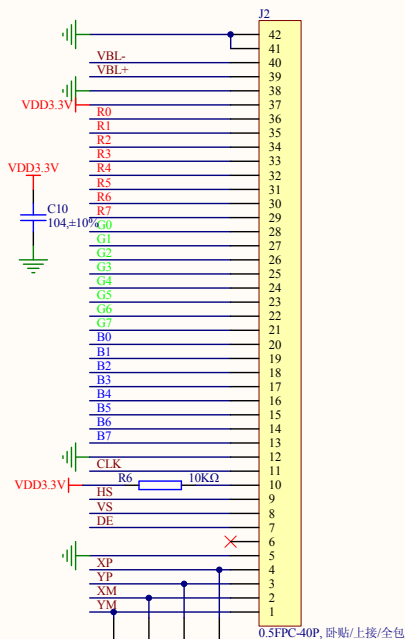 J2
42
41
VBL- 40
VBL+ 39
38
VDD3.3V 37
R0 36
R1 35
R2 34
R3 33
VDD3.3V R4 32
R5 31
R6 30
C10 R7 29
104,±10% G0 28
G1 27
G2 26
G3 25
G4 24
G5 23
G6 22
G7 21
B0 20
B1 19
B2 18
B3 17
B4 16
B5 15
B6 14
B7 13
12
CLK 11
VDD3.3V R6 10KΩ 10
HS 9
VS 8
DE 7
6
5
XP 4
YP 3
XM 2
YM 1
0.5FPC-40P, 卧贴/上接/全包